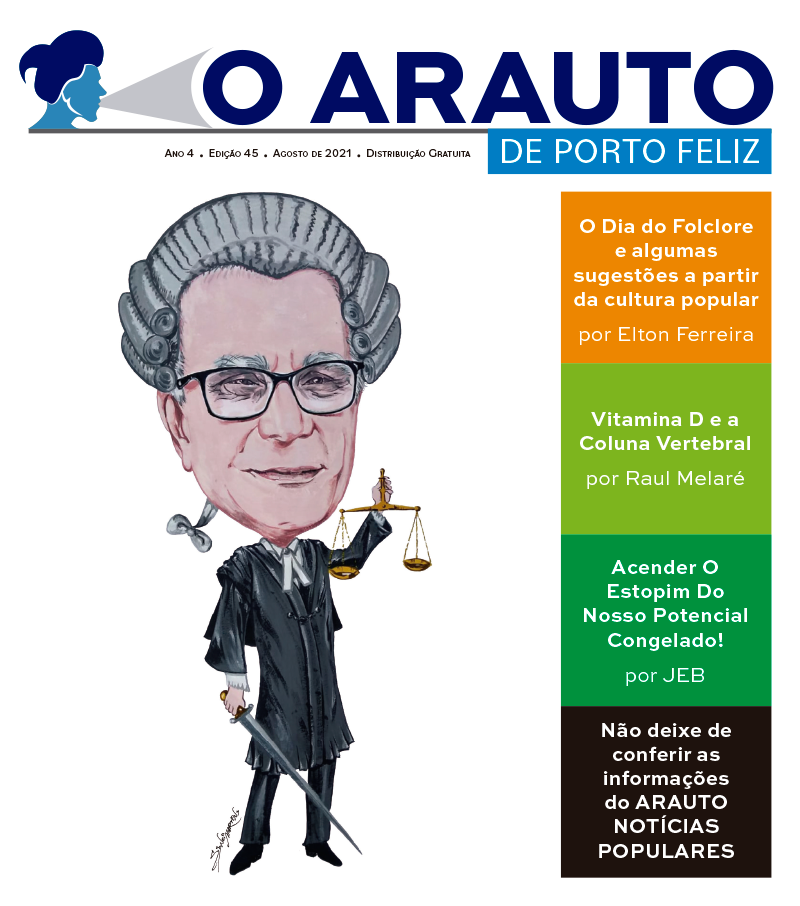 O ARAUTO
DE PORTO FELIZ
Ano 4 . Edição 45 . Agosto de 2021 . Distribuição Gratuita
O Dia do Folclore
e algumas
sugestões a partir
da cultura popular
por Elton Ferreira
Vitamina D e a
Coluna Vertebral
por Raul Melaré
Acender O
Estopim Do
Nosso Potencial
Congelado!
por JEB
Não deixe de
conferir as
informações
do ARAUTO
NOTÍCIAS
POPULARES